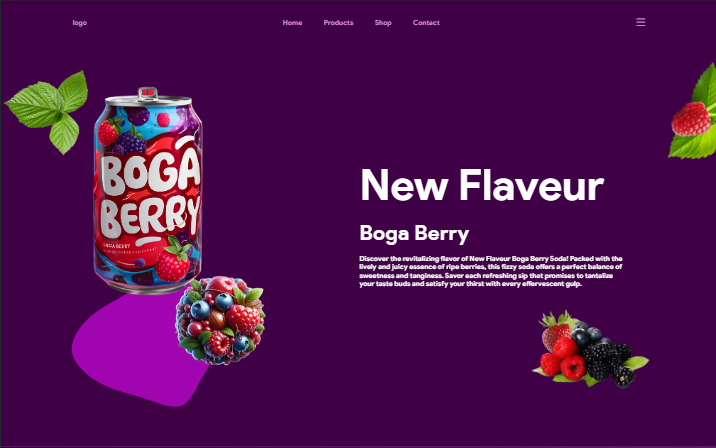 logo
Home Products Shop Contact
BOGA
BERRY
New Flaveur
Boga Berry
Discover the revitalizing flavor of New Flaveur Boga Berry Soda! Packed with the
lively and juicy essence of ripe berries, this fizzy soda offers a perfect balance of
sweetness and tanginess. Savor each refreshing sip that promises to tantalize
your taste buds and satisfy your thirst with every effervescent gulp.